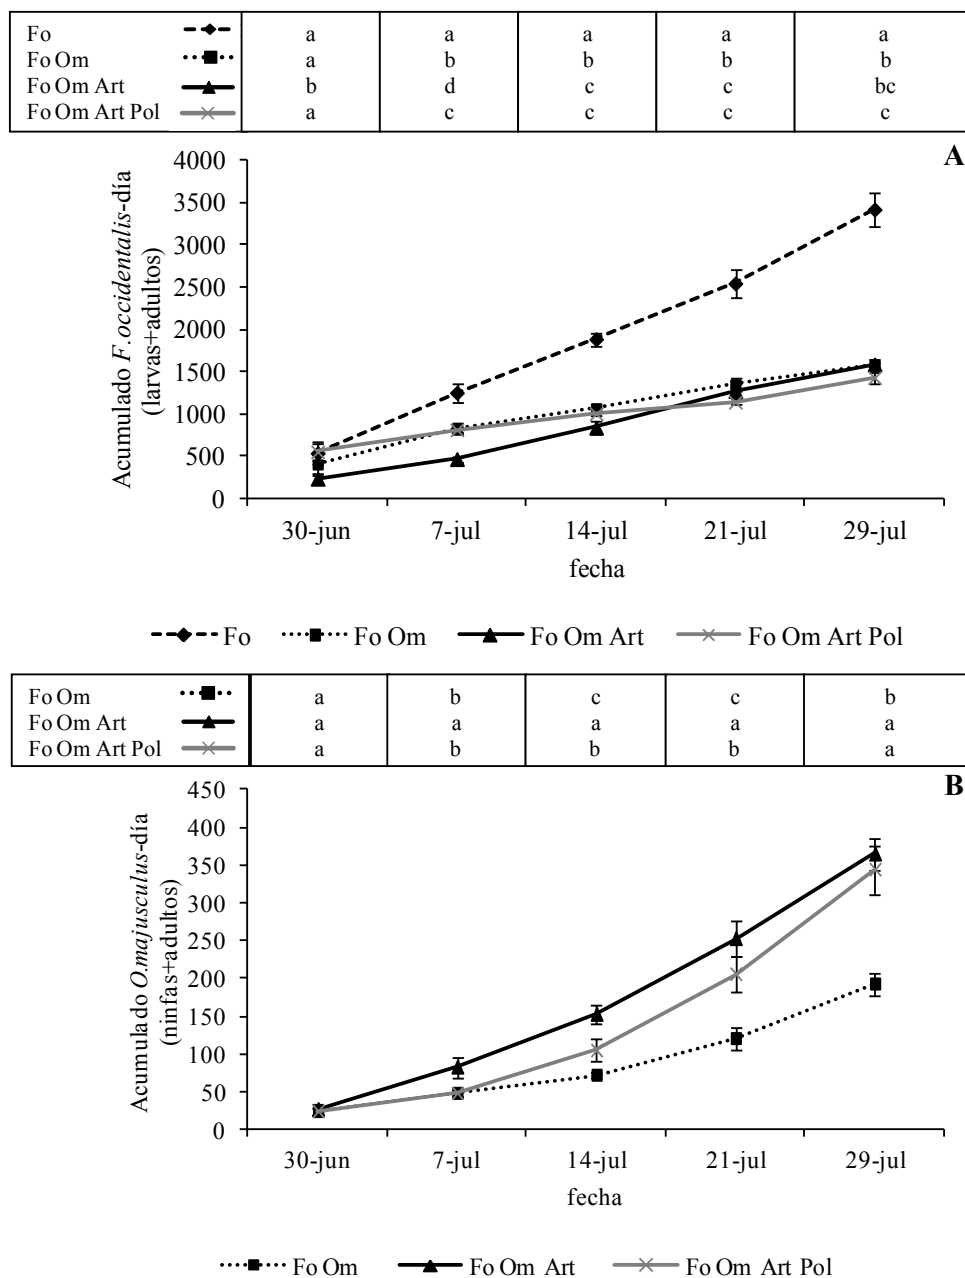 Fo a a a a a
Fo Om a b b b b
Fo Om Art b d c c bc
Fo Om Art Pol a c c c c
A
Acumulado F.occidentalis-día
(larvas+adultos)
4000
3500
3000
2500
2000
1500
1000
500
0
30-jun 7-jul 14-jul 21-jul 29-jul
fecha
Fo Fo Om Fo Om Art Fo Om Art Pol
Fo Om a b c c b
Fo Om Art a a a a a
Fo Om Art Pol a b b b a
B
Acumulado O.majusculus-día
(ninfas+adultos)
450
400
350
300
250
200
150
100
50
0
30-jun 7-jul 14-jul 21-jul 29-jul
fecha
Fo Om Fo Om Art Fo Om Art Pol